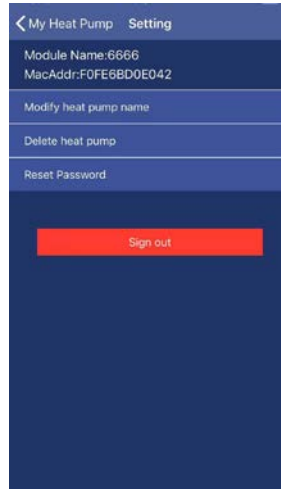 My Heat Pump Setting
Module Name:6666
MacAddr:F0FE6BD0E042
Modify heat pump name
Delete heat pump
Reset Password
Sign out